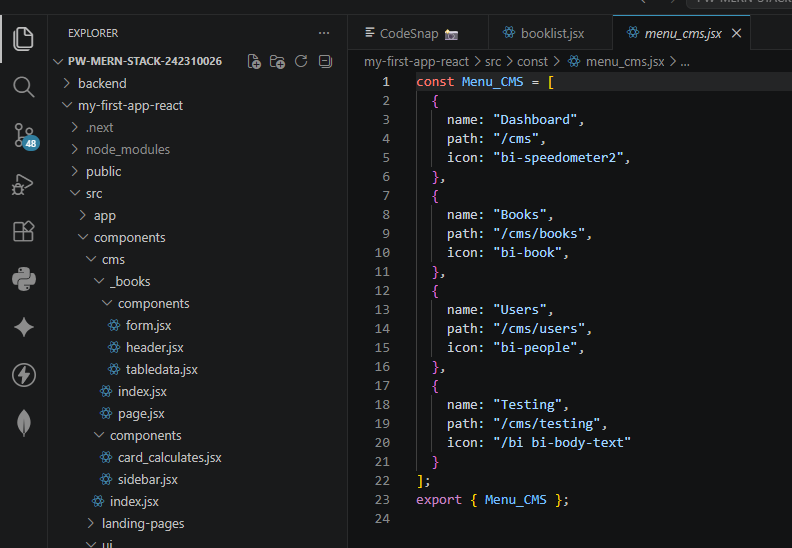 PW-MERN-STACK-242310026
EXPLORER
CodeSnap 📷
booklist.jsx
menu_cms.jsx
PW-MERN-STACK-242310026
backend
my-first-app-react
.next
node_modules
public
src
app
components
cms
_books
components
form.jsx
header.jsx
tabledata.jsx
index.jsx
page.jsx
components
card_calculates.jsx
sidebar.jsx
index.jsx
landing-pages
ui
48
my-first-app-react > src > const > menu_cms.jsx > ...
1 const Menu_CMS = [
2 {
3 name: "Dashboard",
4 path: "/cms",
5 icon: "bi-speedometer2",
6 },
7 {
8 name: "Books",
9 path: "/cms/books",
10 icon: "bi-book",
11 },
12 {
13 name: "Users",
14 path: "/cms/users",
15 icon: "bi-people",
16 },
17 {
18 name: "Testing",
19 path: "/cms/testing",
20 icon: "/bi bi-body-text"
21 }
22 ];
23 export { Menu_CMS };
24